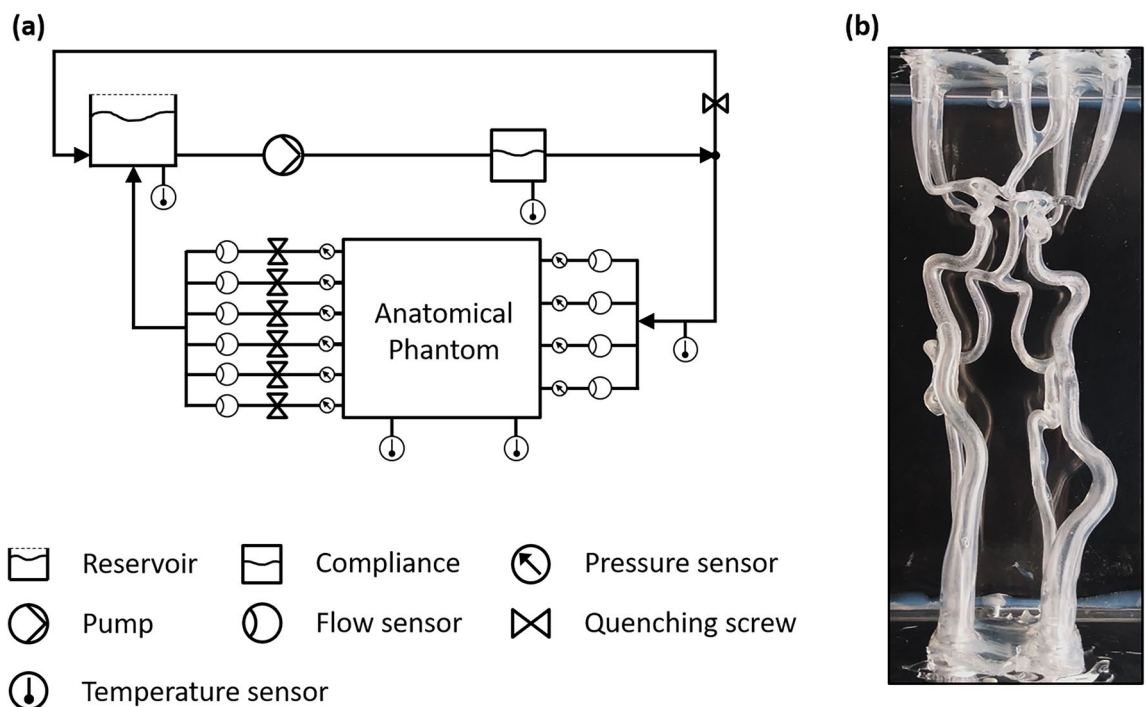 (a)
(b)
Anatomical
Phantom
Reservoir
Compliance
Pressure sensor
Pump
Flow sensor
Quenching screw
Temperature sensor